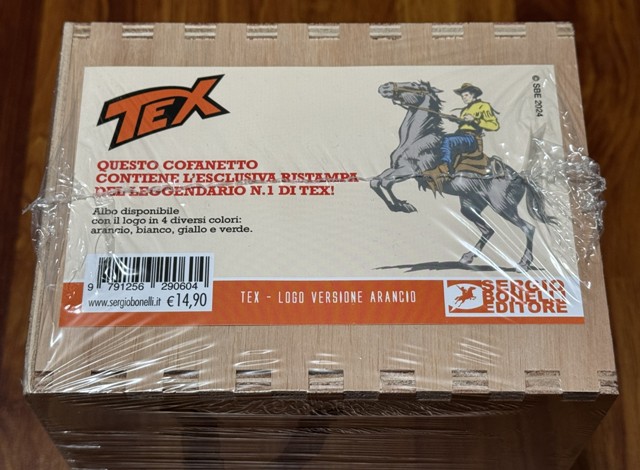 TEX
© SBE 2024
QUESTO COFANETTO
CONTIENE L'ESCLUSIVA RISTAMPA
DEL LEGGENDARIO N.1 DI TEX!
Albo disponibile
con il logo in 4 diversi colori:
arancio, bianco, giallo e verde.
9 791256 290604
www.sergiobonelli.it €14,90
TEX - LOGO VERSIONE ARANCIO
SERGIO
BONELLI
EDITORE